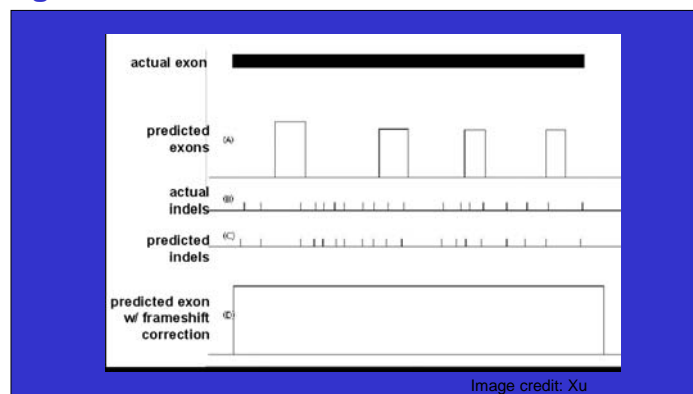 actual exon
predicted
exons
(A)
actual
indels
(B)
predicted
indels
(C)
predicted exon
w/ frameshift
correction
(D)
Image credit: Xu